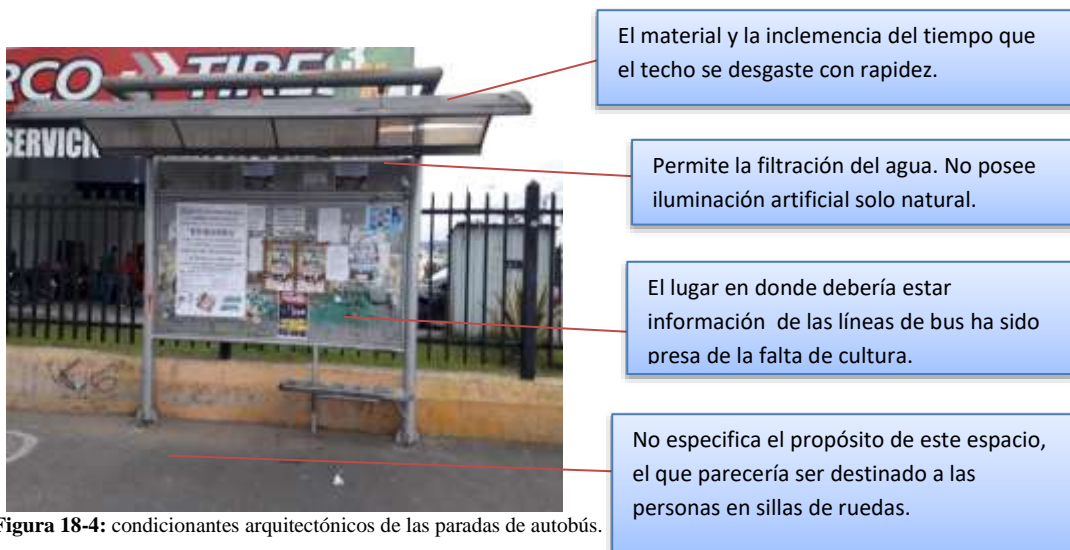 El material y la inclemencia del tiempo que
el techo se desgaste con rapidez.
RCO TIRES
SERVICI
Permite la filtración del agua. No posee
iluminación artificial solo natural.
El lugar en donde debería estar
información de las líneas de bus ha sido
presa de la falta de cultura.
No especifica el propósito de este espacio,
el que parecería ser destinado a las
personas en sillas de ruedas.
Figura 18-4: condicionantes arquitectónicos de las paradas de autobús.